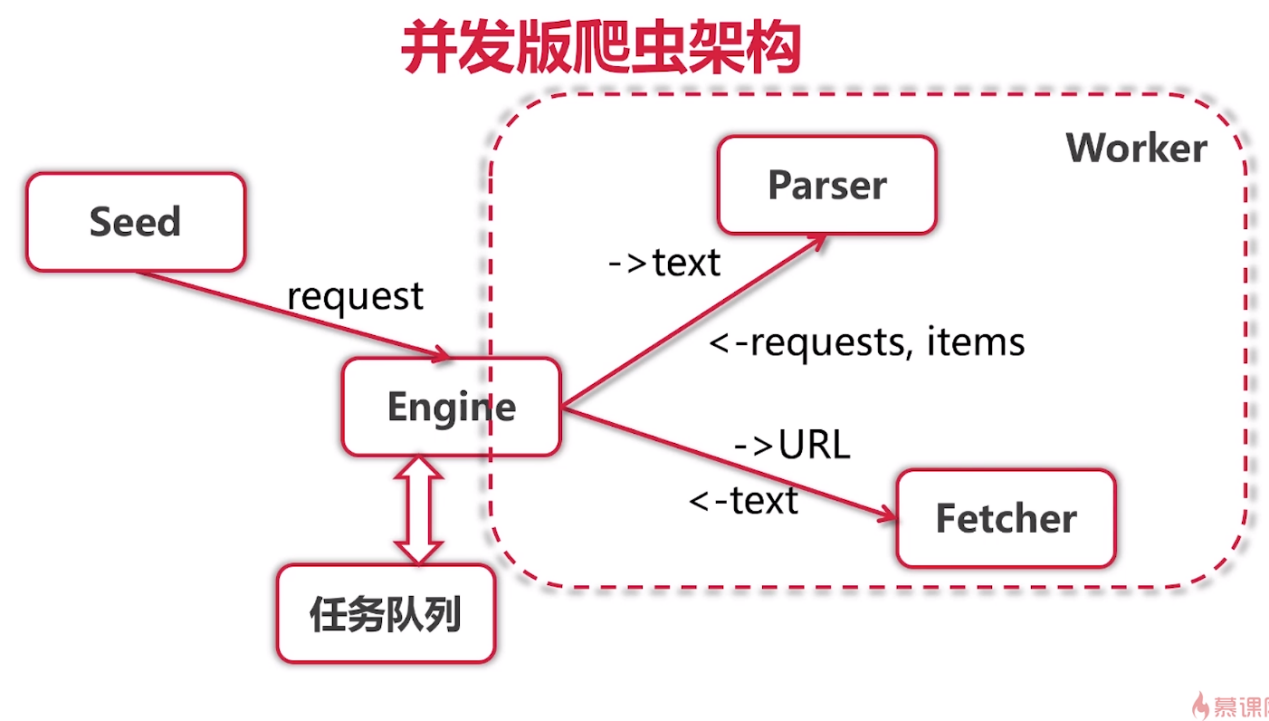 并发版爬虫架构
Worker
Parser
Seed
->text
request
<-requests, items
Engine
->URL
<-text
Fetcher
任务队列
慕课